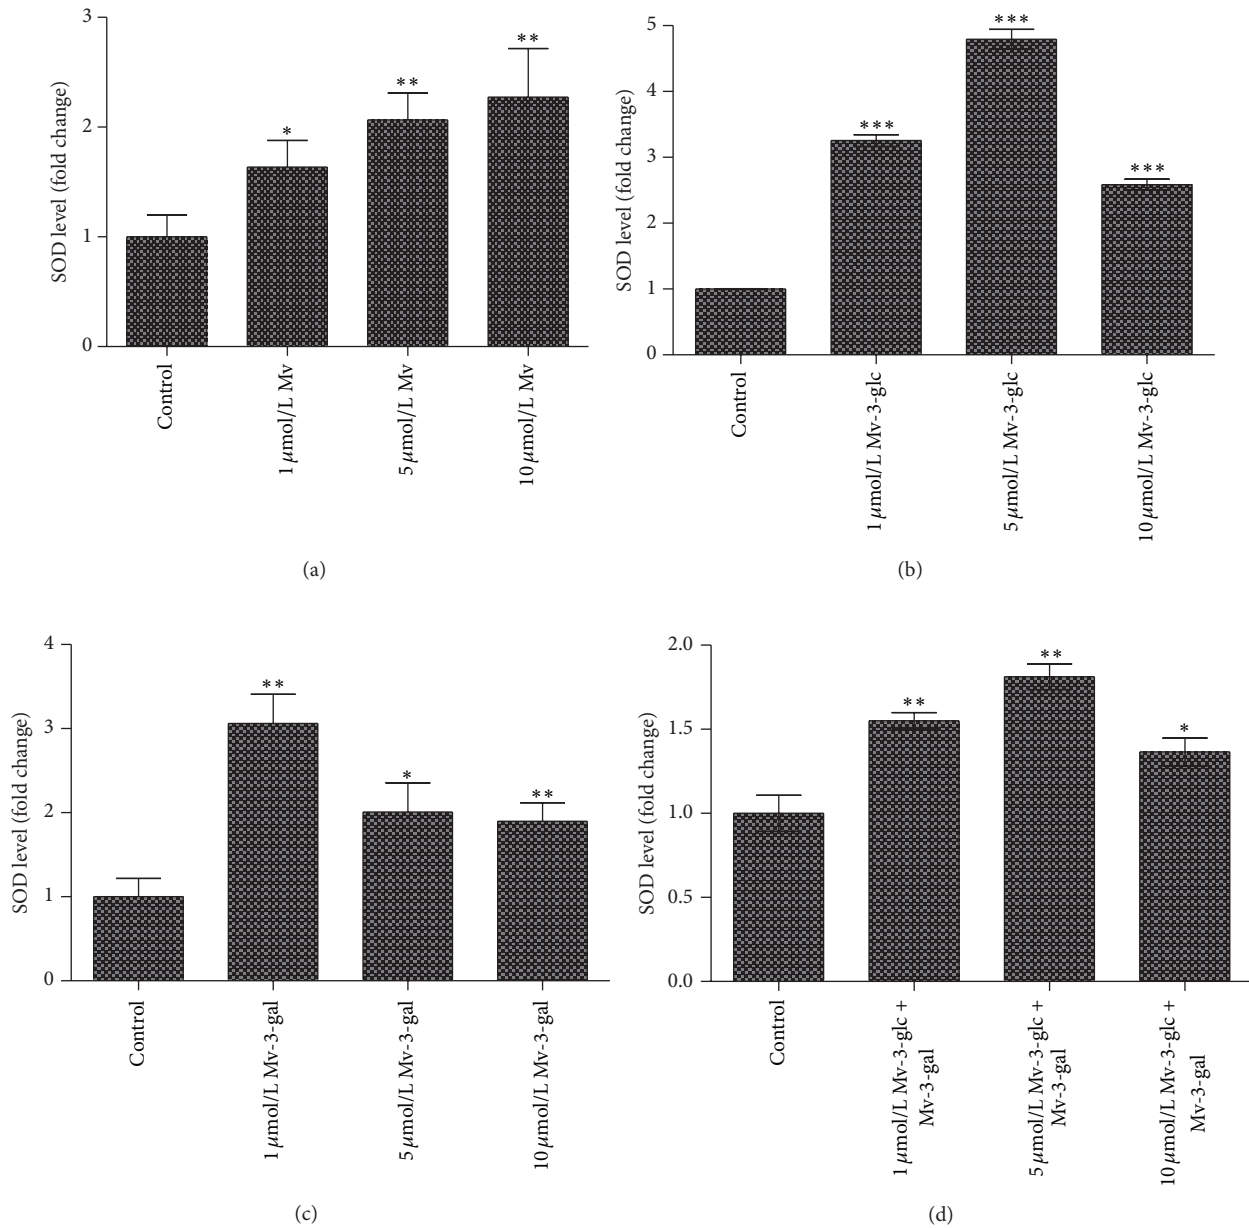 3
2
1
0
SOD level (fold change)
*
**
**
Control
1 μmol/L Mv
5 μmol/L Mv
10 μmol/L Mv
(a)
5
4
3
2
1
0
SOD level (fold change)
***
***
***
Control
1 μmol/L Mv-3-glc
5 μmol/L Mv-3-glc
10 μmol/L Mv-3-glc
(b)
4
3
2
1
0
SOD level (fold change)
**
*
**
Control
1 μmol/L Mv-3-gal
5 μmol/L Mv-3-gal
10 μmol/L Mv-3-gal
(c)
2.0
1.5
1.0
0.5
0.0
SOD level (fold change)
**
**
*
Control
1 μmol/L Mv-3-glc +
Mv-3-gal
5 μmol/L Mv-3-glc +
Mv-3-gal
10 μmol/L Mv-3-glc +
Mv-3-gal
(d)